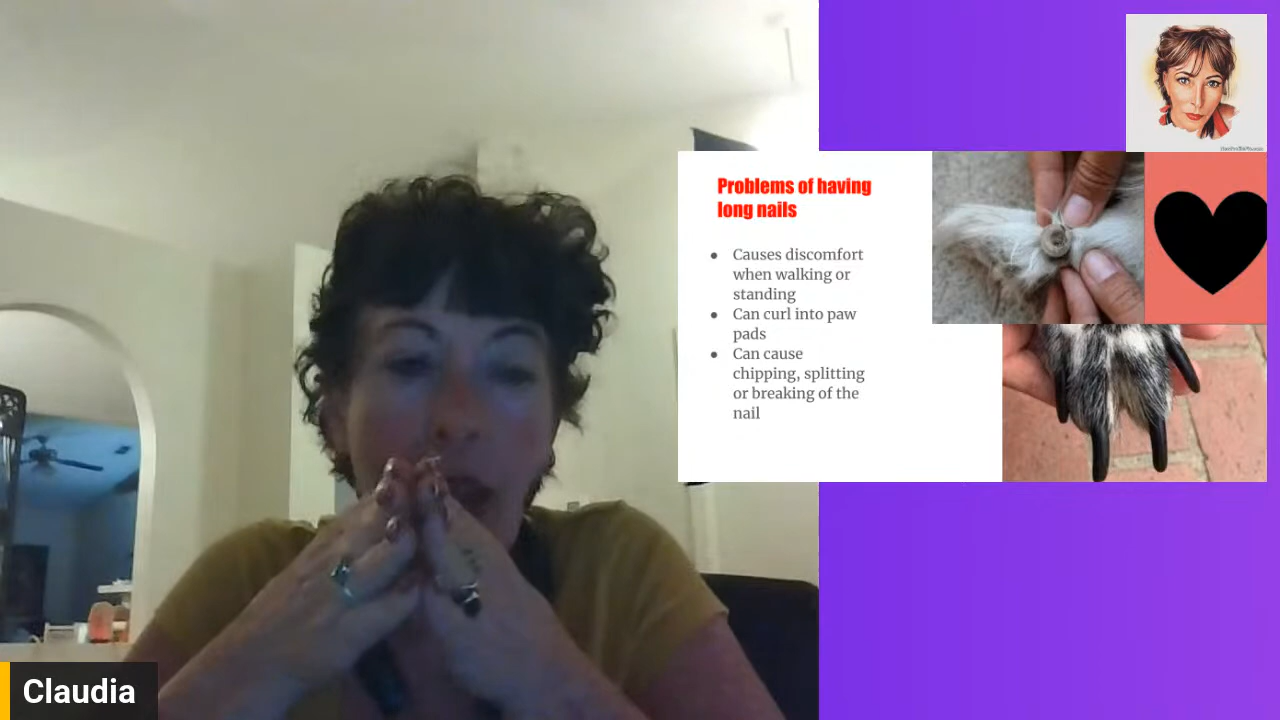 Problems of having
long nails
● Causes discomfort
when walking or
standing
● Can curl into paw
pads
● Can cause
chipping, splitting
or breaking of the
nail
Claudia